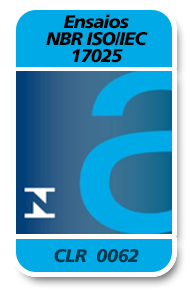 Ensaios
NBR ISO/IEC
17025
a
CLR 0062